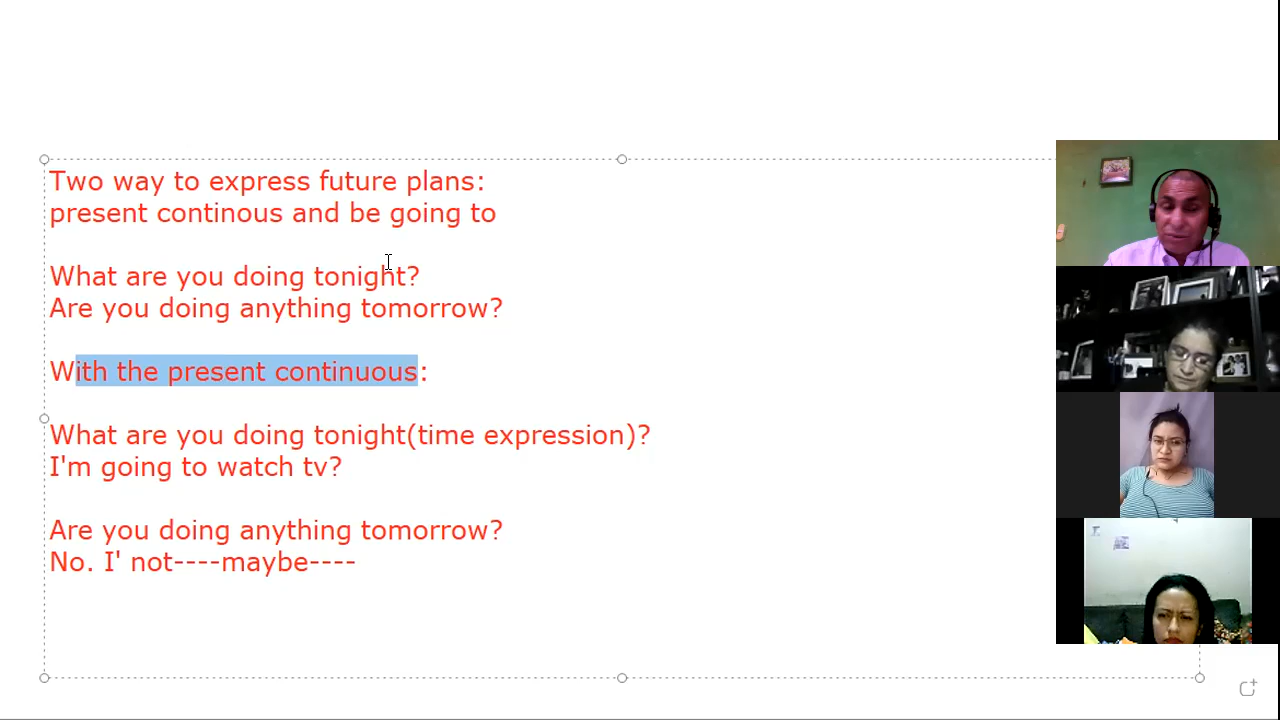 Two way to express future plans:
present continous and be going to
What are you doing tonight?
Are you doing anything tomorrow?
With the present continuous:
What are you doing tonight(time expression)?
I'm going to watch tv?
Are you doing anything tomorrow?
No. I' not----maybe----